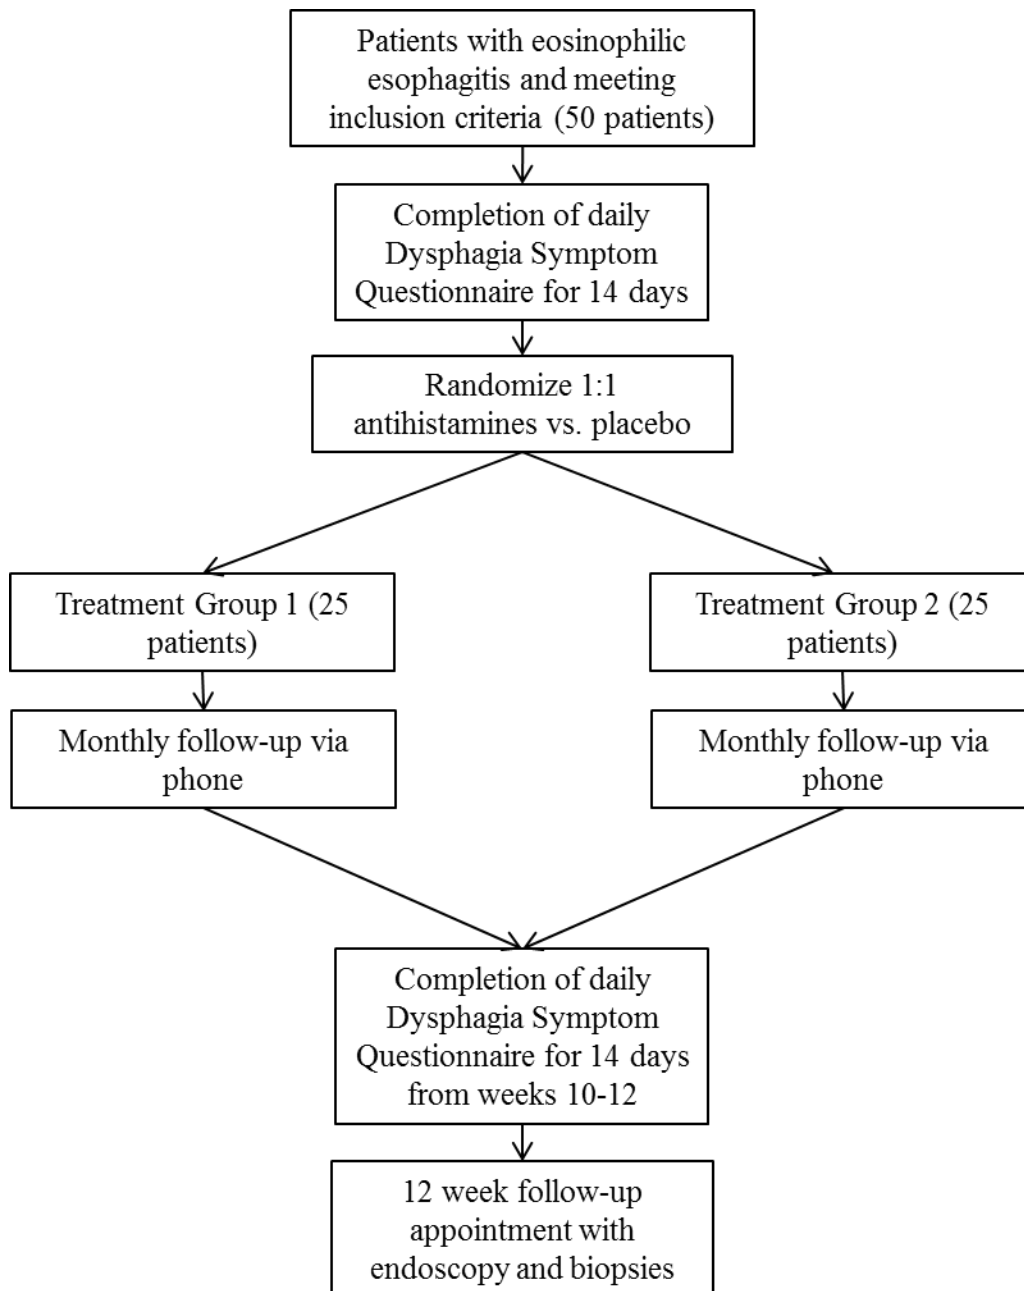 Patients with eosinophilic
esophagitis and meeting
inclusion criteria (50 patients)
Completion of daily
Dysphagia Symptom
Questionnaire for 14 days
Randomize 1:1
antihistamines vs. placebo
Treatment Group 1 (25
patients)
Treatment Group 2 (25
patients)
Monthly follow-up via
phone
Monthly follow-up via
phone
Completion of daily
Dysphagia Symptom
Questionnaire for 14 days
from weeks 10-12
12 week follow-up
appointment with
endoscopy and biopsies